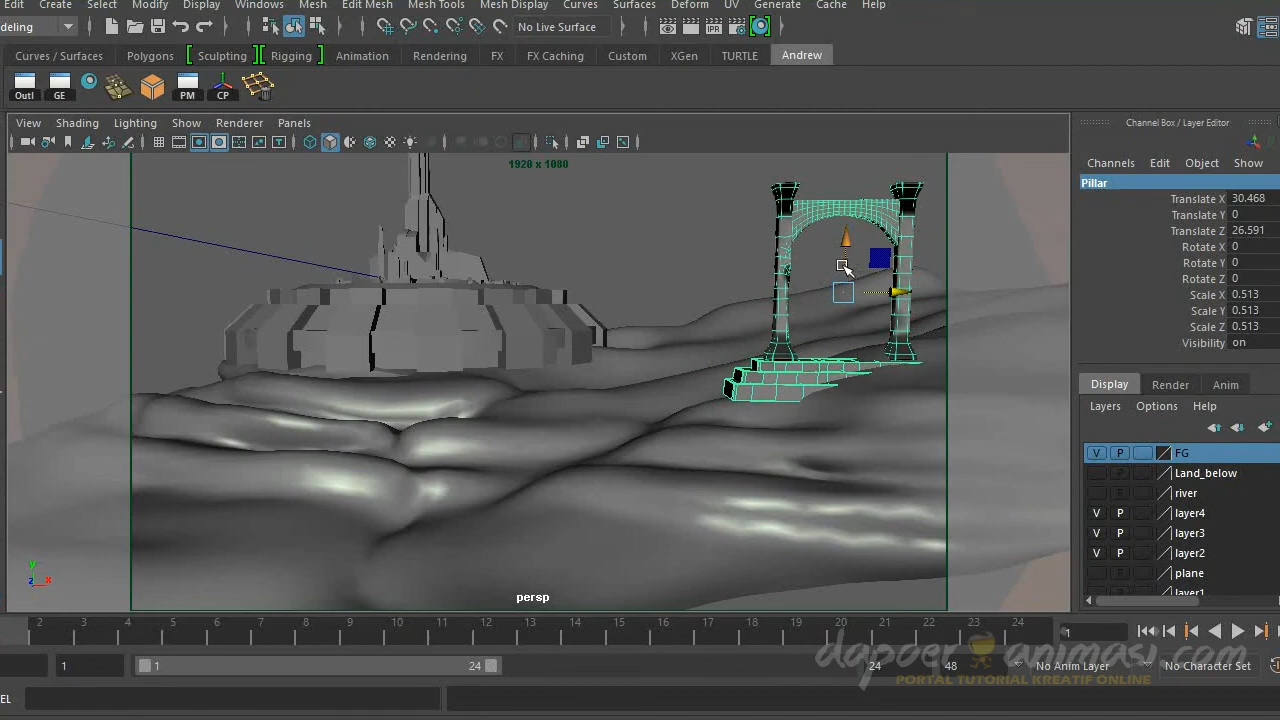 Edit Create Select Modify Display Windows Mesh Edit Mesh Mesh Tools Mesh Display Curves Surfaces Deform UV Generate Cache Help
deling No Live Surface IPR
Curves / Surfaces Polygons Sculpting Rigging Animation Rendering FX FX Caching Custom XGen TURTLE Andrew
Outl GE PM CP
View Shading Lighting Show Renderer Panels
Channel Box / Layer Editor
1920 x 1080
Channels Edit Object Show
Pillar
Translate X 30.468
Translate Y 0
Translate Z 26.591
Rotate X 0
Rotate Y 0
Rotate Z 0
Scale X 0.513
Scale Y 0.513
Scale Z 0.513
Visibility on
Display Render Anim
Layers Options Help
V P FG
Land_below
river
V P layer4
V P layer3
V P layer2
plane
layer1
y
z x
persp
2 3 4 5 6 7 8 9 10 11 12 13 14 15 16 17 18 19 20 21 22 23 24
1
dapoer animasi.com
1 1 24 24 48 No Anim Layer No Character Set
PORTAL TUTORIAL KREATIF ONLINE
EL